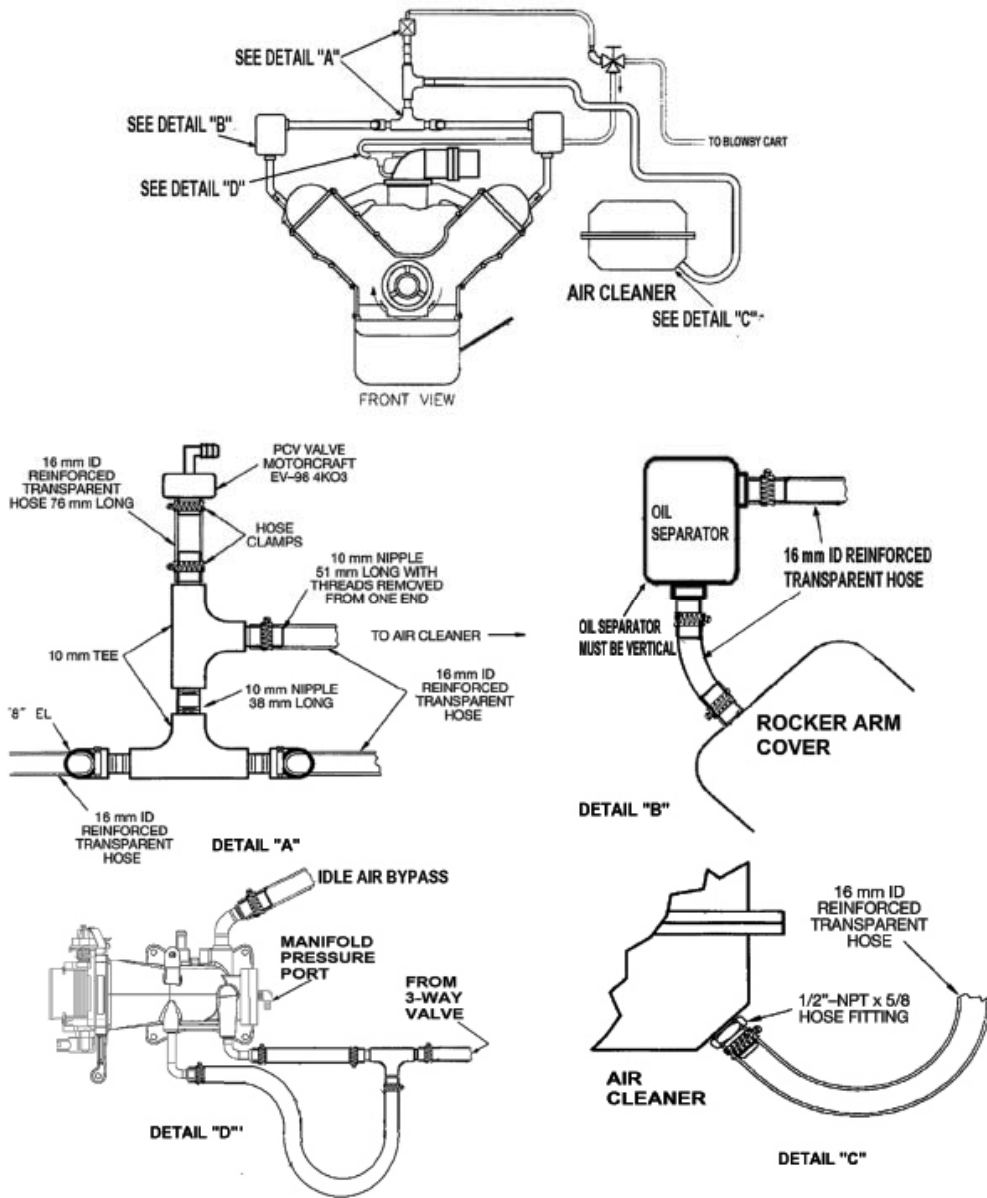 SEE DETAIL "A"
SEE DETAIL "B"
SEE DETAIL "D"
TO BLOWBY CART
AIR CLEANER
SEE DETAIL "C"
FRONT VIEW
16 mm ID
REINFORCED
TRANSPARENT
HOSE 76 mm LONG
PCV VALVE
MOTORCRAFT
EV–96 4KO3
HOSE
CLAMPS
10 mm NIPPLE
51 mm LONG WITH
THREADS REMOVED
FROM ONE END
TO AIR CLEANER
10 mm TEE
10 mm NIPPLE
38 mm LONG
16 mm ID
REINFORCED
TRANSPARENT
HOSE
"8" EL
16 mm ID
REINFORCED
TRANSPARENT
HOSE
DETAIL "A"
OIL
SEPARATOR
16 mm ID REINFORCED
TRANSPARENT HOSE
OIL SEPARATOR
MUST BE VERTICAL
ROCKER ARM
COVER
DETAIL "B"
IDLE AIR BYPASS
MANIFOLD
PRESSURE
PORT
FROM
3-WAY
VALVE
DETAIL "D"'
16 mm ID
REINFORCED
TRANSPARENT
HOSE
1/2"–NPT x 5/8
HOSE FITTING
AIR
CLEANER
DETAIL "C"